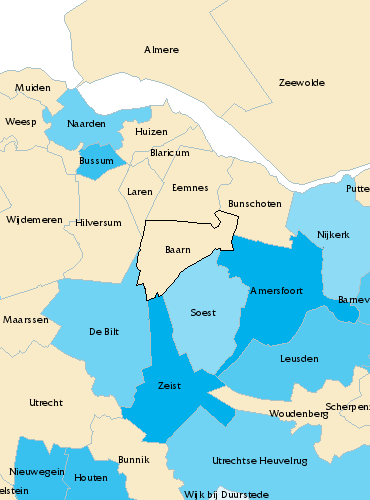 Almere
Zeewolde
Muiden
Weesp
Naarden
Huizen
Blaricum
Bussum
Laren
Eemnes
Putte
Bunschoten
Wijdemeren
Hilversum
Nijkerk
Baarn
Amersfoort
Barnev
Maarssen
Soest
De Bilt
Leusden
Zeist
Utrecht
Woudenberg
Scherpenz
Bunnik
Utrechtse Heuvelrug
Nieuwegein
Houten
elstein
Wijk bij Duurstede